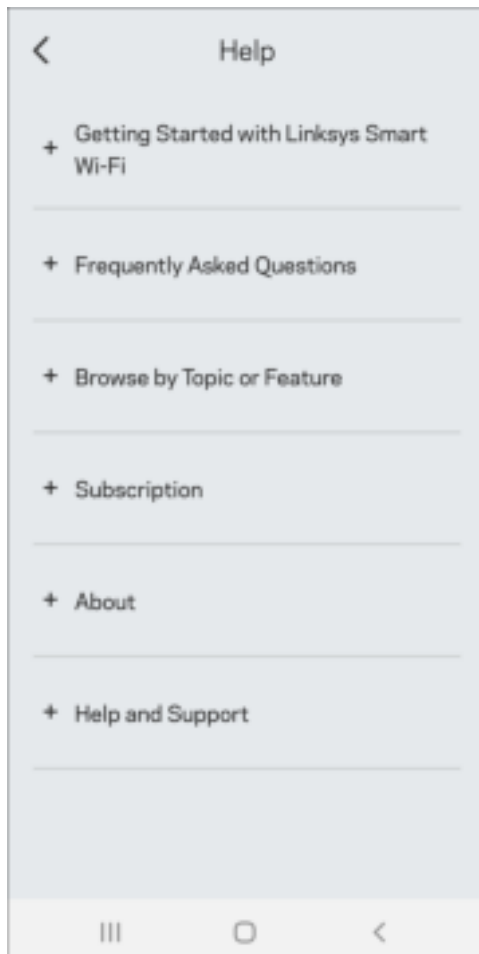 Help
+ Getting Started with Linksys Smart
Wi-Fi
+ Frequently Asked Questions
+ Browse by Topic or Feature
+ Subscription
+ About
+ Help and Support